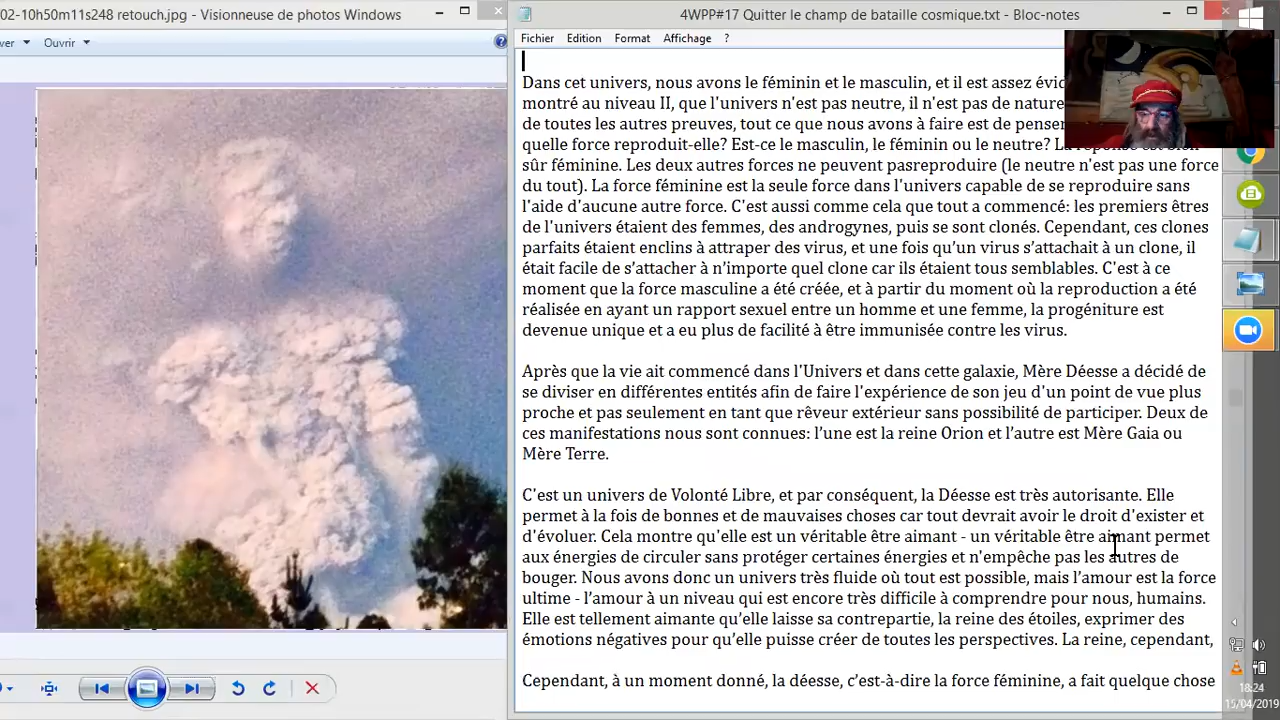 02-10h50m11s248 retouch.jpg - Visionneuse de photos Windows
4WPP#17 Quitter le champ de bataille cosmique.txt - Bloc-notes
ver Ouvrir
Fichier Edition Format Affichage ?
Dans cet univers, nous avons le féminin et le masculin, et il est assez
montré au niveau II, que l'univers n'est pas neutre, il n'est pas de nature
de toutes les autres preuves, tout ce que nous avons à faire est de
quelle force reproduit-elle? Est-ce le masculin, le féminin ou le neutre?
sûr féminine. Les deux autres forces ne peuvent pasreproduire (le neutre n'est pas une force
du tout). La force féminine est la seule force dans l'univers capable de se reproduire sans
l'aide d'aucune autre force. C'est aussi comme cela que tout a commencé: les premiers êtres
de l'univers étaient des femmes, des androgynes, puis se sont clonés. Cependant, ces clones
parfaits étaient enclins à attraper des virus, et une fois qu'un virus s'attachait à un clone, il
était facile de s'attacher à n'importe quel clone car ils étaient tous semblables. C'est à ce
moment que la force masculine a été créée, et à partir du moment où la reproduction a été
réalisée en ayant un rapport sexuel entre un homme et une femme, la progéniture est
devenue unique et a eu plus de facilité à être immunisée contre les virus.
Après que la vie ait commencé dans l'Univers et dans cette galaxie, Mère Déesse a décidé de
se diviser en différentes entités afin de faire l'expérience de son jeu d'un point de vue plus
proche et pas seulement en tant que rêveur extérieur sans possibilité de participer. Deux de
ces manifestations nous sont connues: l'une est la reine Orion et l'autre est Mère Gaia ou
Mère Terre.
C'est un univers de Volonté Libre, et par conséquent, la Déesse est très autorisante. Elle
permet à la fois de bonnes et de mauvaises choses car tout devrait avoir le droit d'exister et
d'évoluer. Cela montre qu'elle est un véritable être aimant - un véritable être aimant permet
aux énergies de circuler sans protéger certaines énergies et n'empêche pas les autres de
bouger. Nous avons donc un univers très fluide où tout est possible, mais l'amour est la force
ultime - l'amour à un niveau qui est encore très difficile à comprendre pour nous, humains.
Elle est tellement aimante qu'elle laisse sa contrepartie, la reine des étoiles, exprimer des
émotions négatives pour qu'elle puisse créer de toutes les perspectives. La reine, cependant,
Cependant, à un moment donné, la déesse, c'est-à-dire la force féminine, a fait quelque chose
18:24
15/04/2019